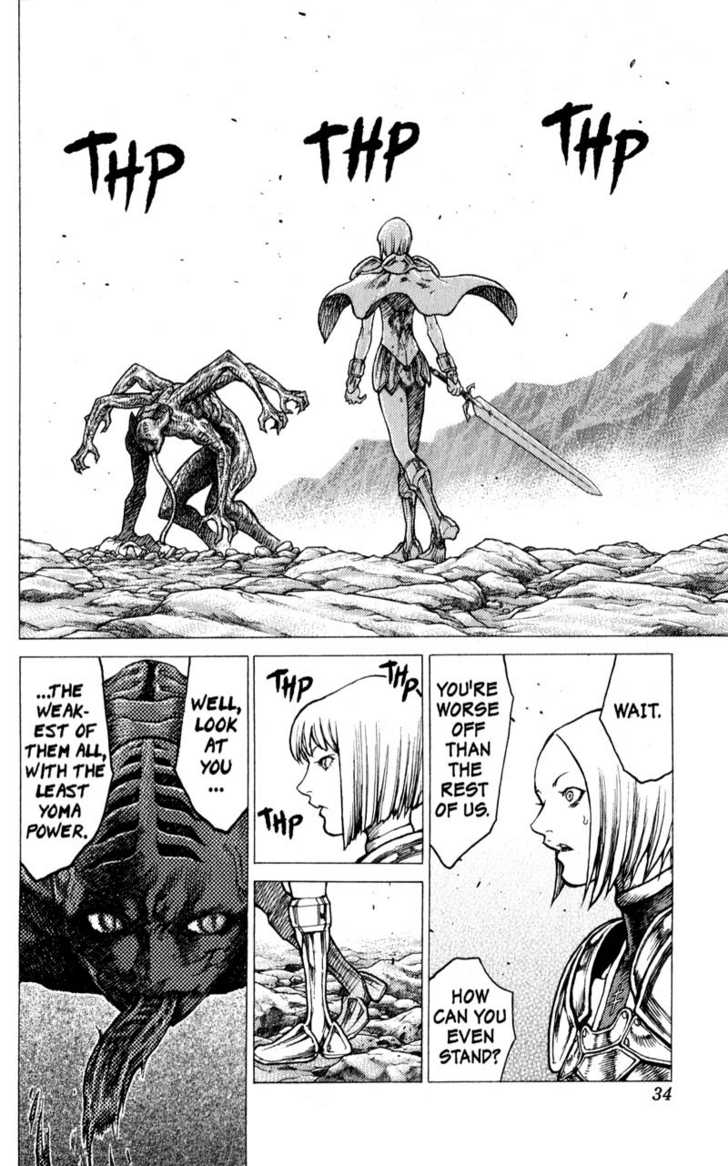 THP
THP
THP
WAIT.
YOU'RE
WORSE
OFF
THAN
THE
REST
OF US.
HOW
CAN YOU
EVEN
STAND?
THP
THP
THP
WELL,
LOOK
AT
YOU
...
...THE
WEAK-
EST OF
THEM ALL,
WITH THE
LEAST
YOMA
POWER.
34